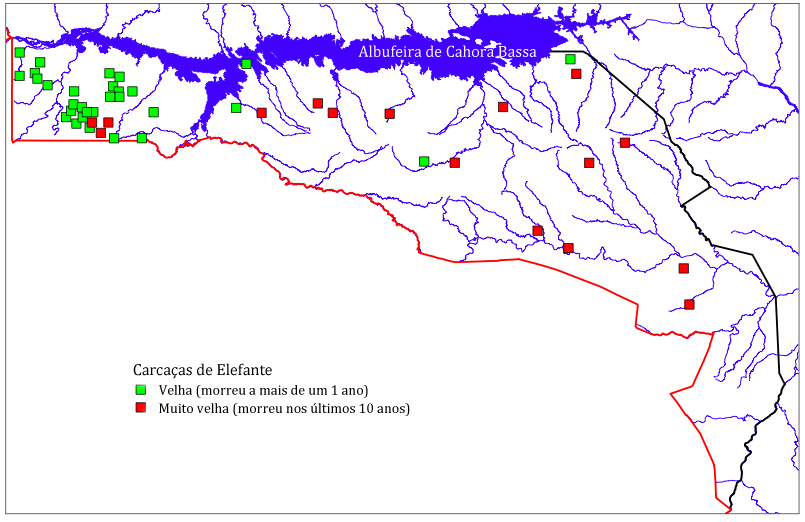 Albufeira de Cahora Bassa
Carcaças de Elefante
Velha (morreu a mais de um 1 ano)
Muito velha (morreu nos últimos 10 anos)